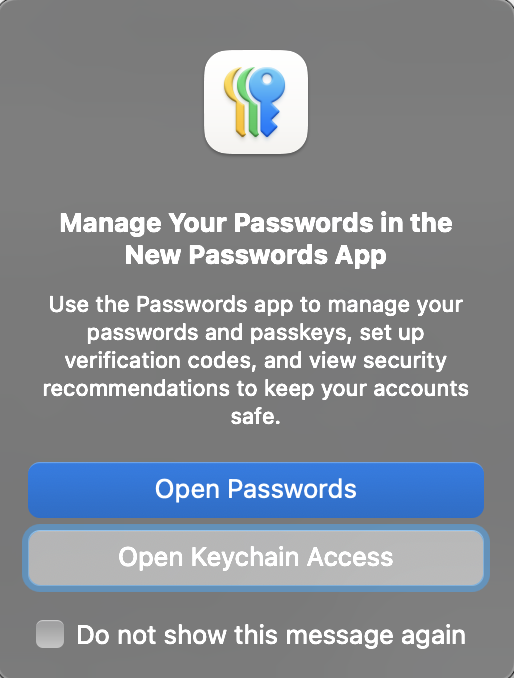 Manage Your Passwords in the
New Passwords App
Use the Passwords app to manage your
passwords and passkeys, set up
verification codes, and view security
recommendations to keep your accounts
safe.
Open Passwords
Open Keychain Access
Do not show this message again